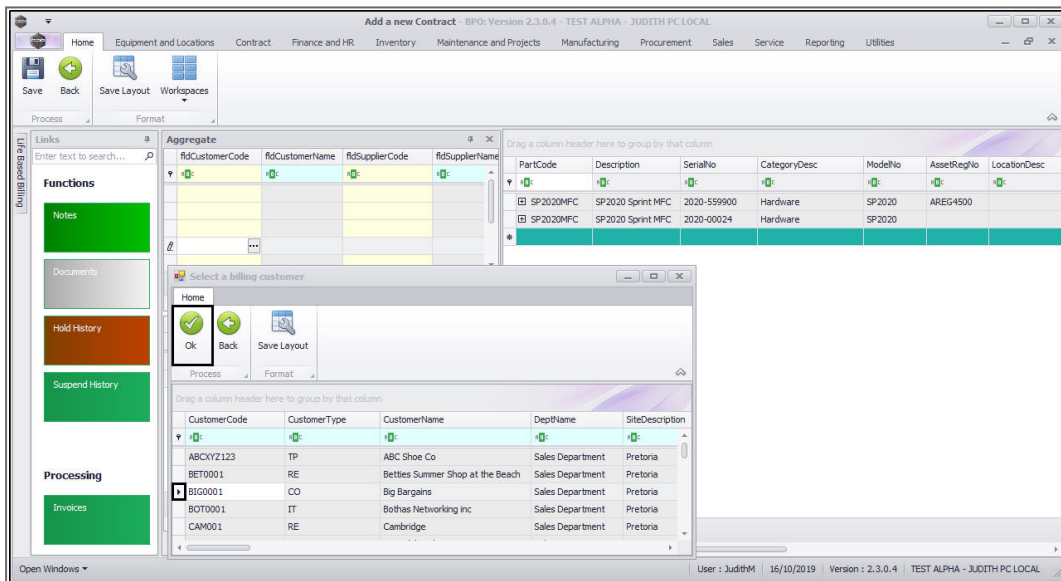 Add a new Contract - BPO: Version 2.3.0.4 - TEST ALPHA - JUDITH PC LOCAL
Home Equipment and Locations Contract Finance and HR Inventory Maintenance and Projects Manufacturing Procurement Sales Service Reporting Utilities
Save Back Save Layout Workspaces
Process Format
Life Based Billing
Links
Enter text to search...
Functions
Notes
Documents
Hold History
Suspend History
Processing
Invoices
Aggregate
fldCustomerCode fldCustomerName fldSupplierCode fldSupplierName
Drag a column header here to group by that column
PartCode Description SerialNo CategoryDesc ModelNo AssetRegNo LocationDesc
SP2020MFC SP2020 Sprint MFC 2020-559900 Hardware SP2020 AREG4500
SP2020MFC SP2020 Sprint MFC 2020-00024 Hardware SP2020
Select a billing customer
Home
Ok Back Save Layout
Process Format
Drag a column header here to group by that column
CustomerCode CustomerType CustomerName DeptName SiteDescription
ABCXYZ123 TP ABC Shoe Co Sales Department Pretoria
BET0001 RE Betties Summer Shop at the Beach Sales Department Pretoria
BIG0001 CO Big Bargains Sales Department Pretoria
BOT0001 IT Bothas Networking inc Sales Department Pretoria
CAM001 RE Cambridge Sales Department Pretoria
Open Windows User : JudithM 16/10/2019 Version : 2.3.0.4 TEST ALPHA - JUDITH PC LOCAL